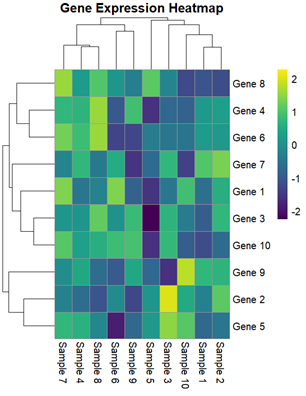 Gene Expression Heatmap
Gene 8
Gene 4
Gene 6
Gene 7
Gene 1
Gene 3
Gene 10
Gene 9
Gene 2
Gene 5
2
1
0
-1
-2
Sample 7
Sample 4
Sample 8
Sample 6
Sample 9
Sample 5
Sample 3
Sample 10
Sample 1
Sample 2